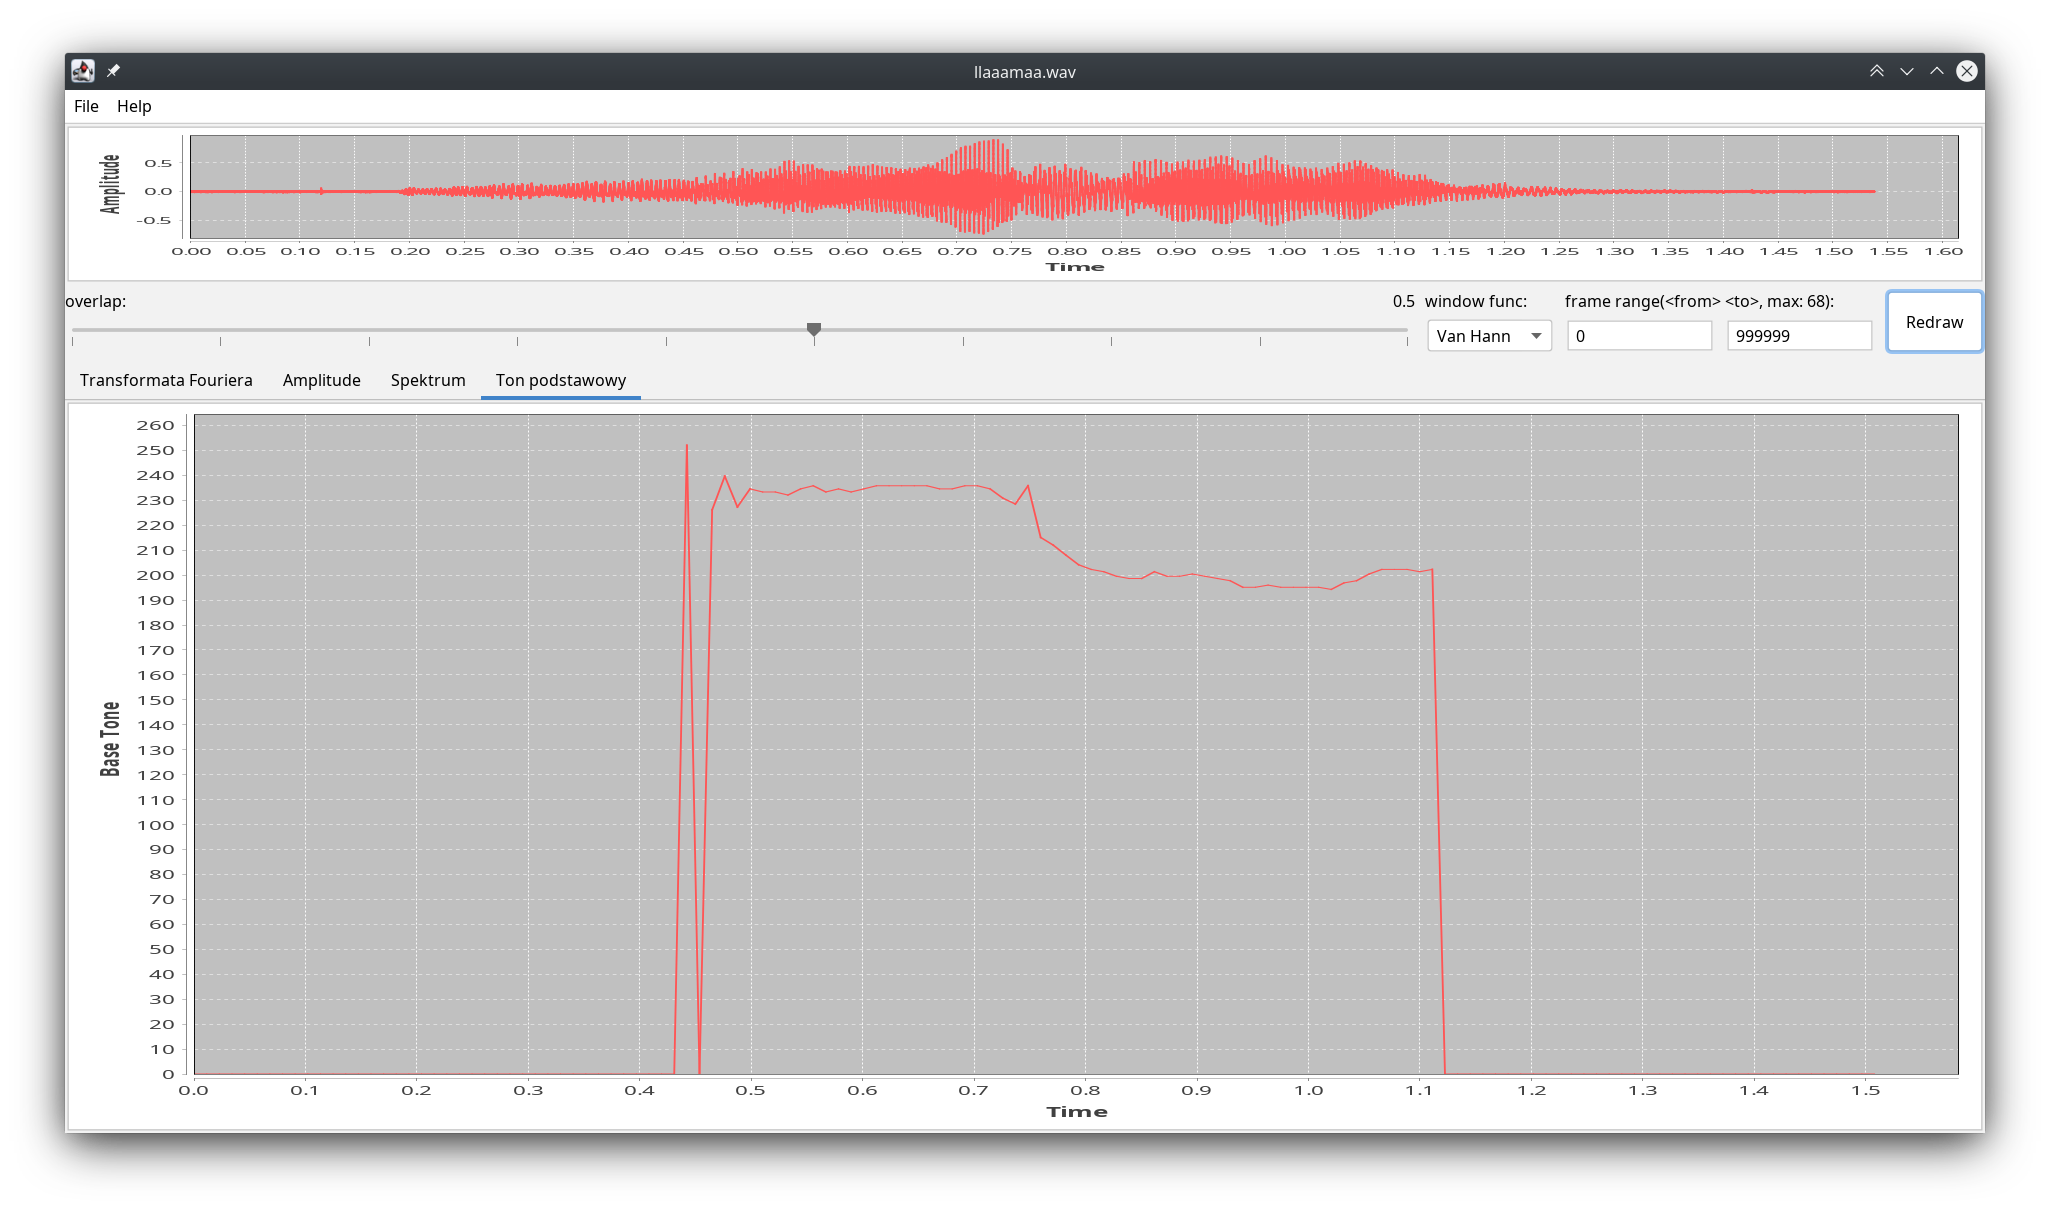 llaaamaa.wav
File Help
Amplitude
0.5
0.0
-0.5
0.00 0.05 0.10 0.15 0.20 0.25 0.30 0.35 0.40 0.45 0.50 0.55 0.60 0.65 0.70 0.75 0.80 0.85 0.90 0.95 1.00 1.05 1.10 1.15 1.20 1.25 1.30 1.35 1.40 1.45 1.50 1.55 1.60
Time
overlap: 0.5 window func: frame range(<from> <to>, max: 68):
Van Hann 0 999999 Redraw
Transformata Fouriera Amplitude Spektrum Ton podstawowy
Base Tone
260
250
240
230
220
210
200
190
180
170
160
150
140
130
120
110
100
90
80
70
60
50
40
30
20
10
0
0.0 0.1 0.2 0.3 0.4 0.5 0.6 0.7 0.8 0.9 1.0 1.1 1.2 1.3 1.4 1.5
Time